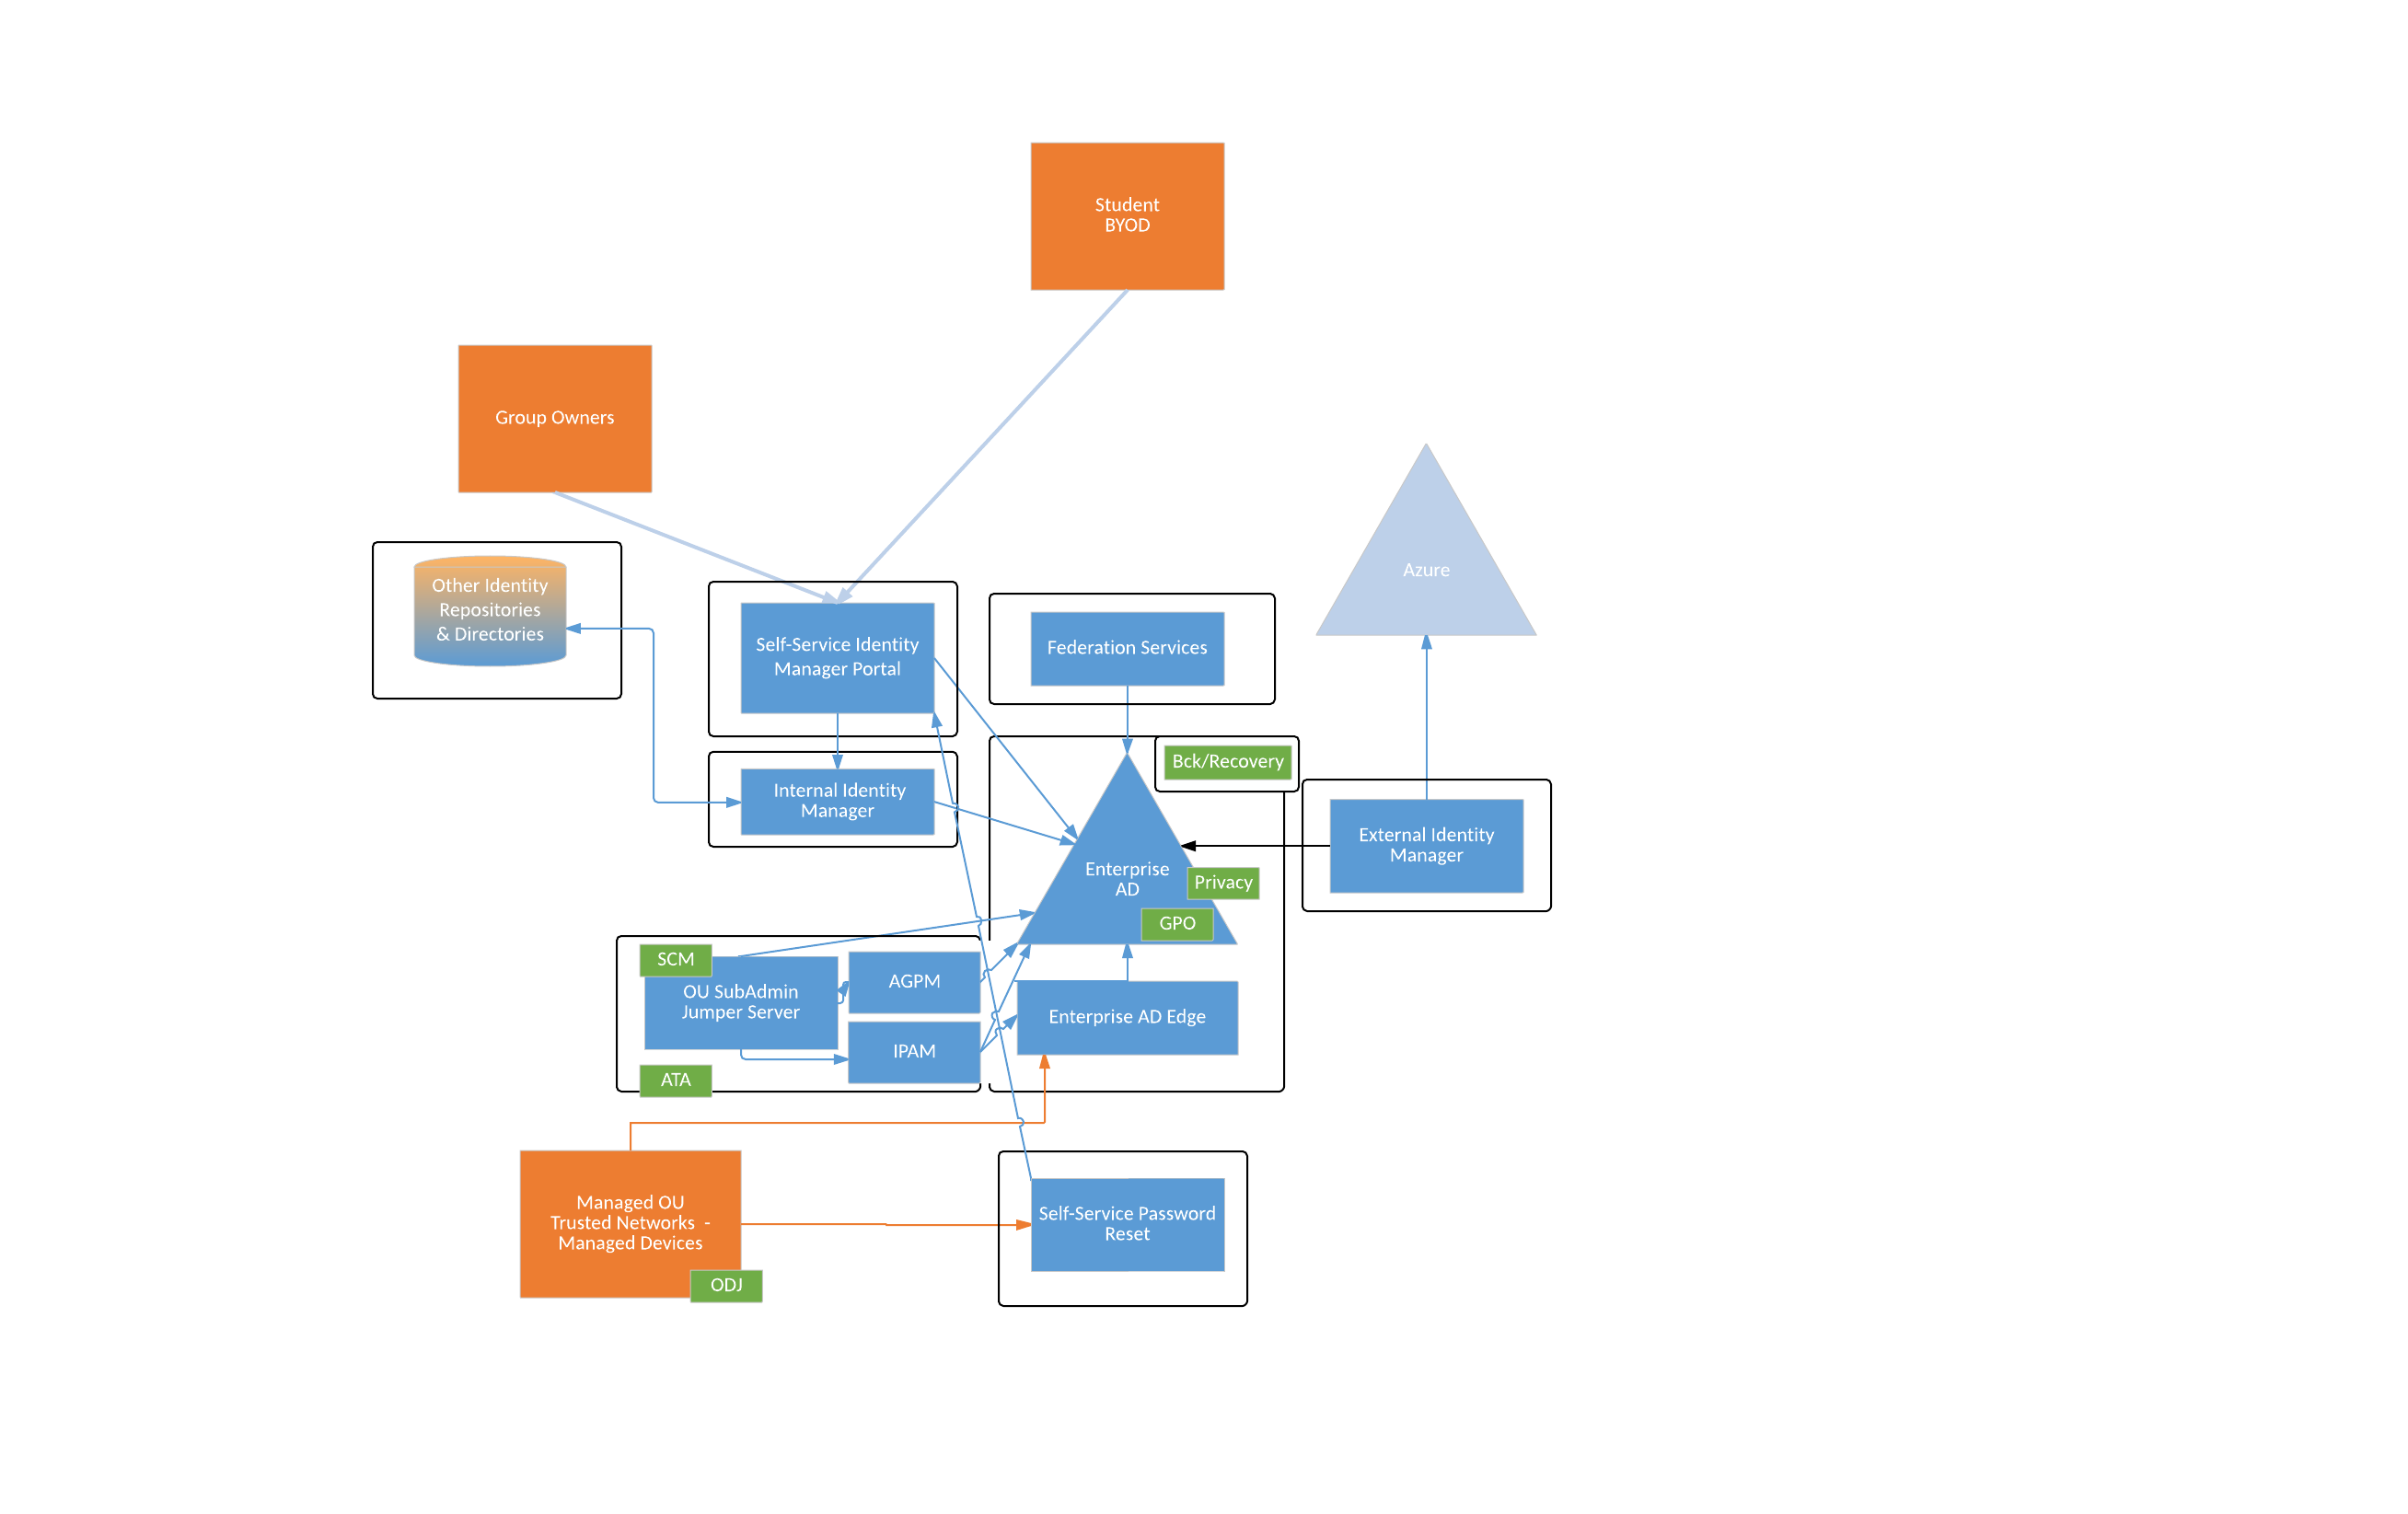 Student
BYOD
Group Owners
Azure
Other Identity
Repositories
& Directories
Self-Service Identity
Manager Portal
Federation Services
Bck/Recovery
Internal Identity
Manager
External Identity
Manager
Enterprise
AD
Privacy
GPO
SCM
OU SubAdmin
Jumper Server
AGPM
IPAM
Enterprise AD Edge
ATA
Managed OU
Trusted Networks -
Managed Devices
ODJ
Self-Service Password
Reset